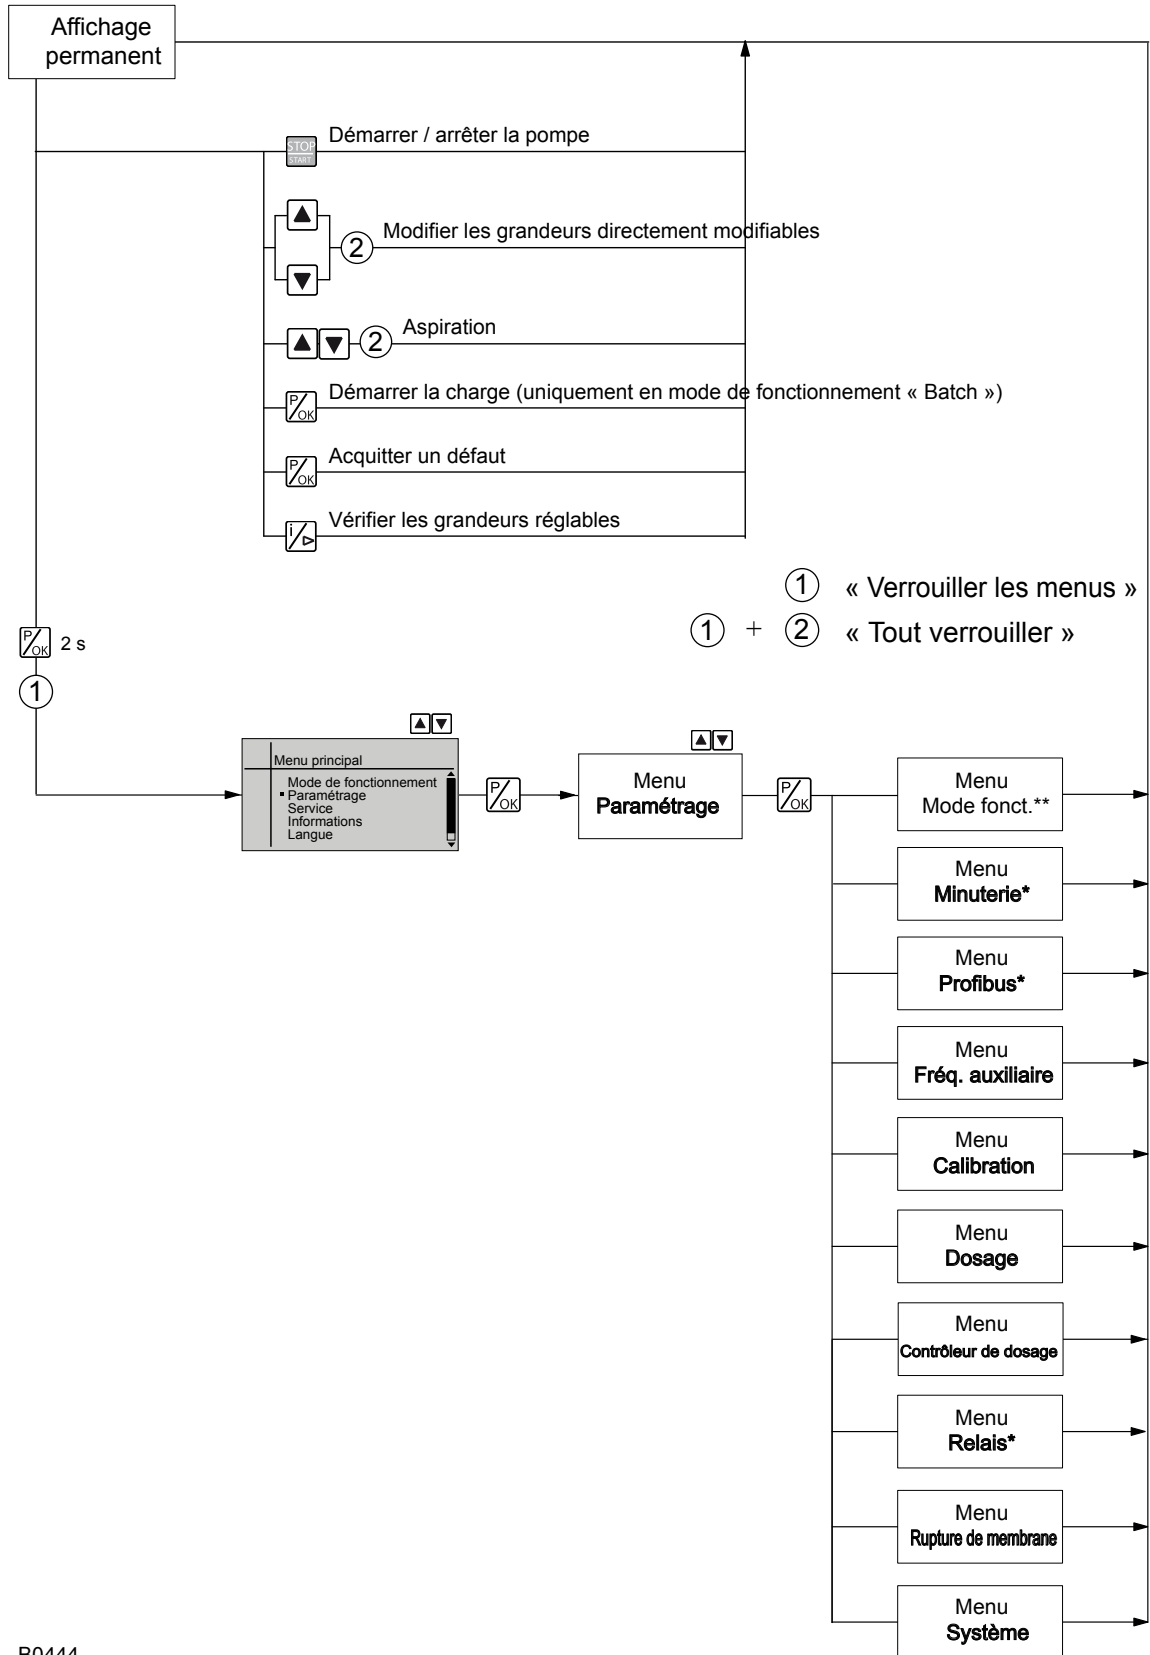 Affichage
permanent
STOP
START
Démarrer / arrêter la pompe
2
Modifier les grandeurs directement modifiables
2
Aspiration
P/OK
Démarrer la charge (uniquement en mode de fonctionnement « Batch »)
P/OK
Acquitter un défaut
i/
Vérifier les grandeurs réglables
1 « Verrouiller les menus »
1 + 2 « Tout verrouiller »
P/OK 2 s
1
Menu principal
Mode de fonctionnement
Paramétrage
Service
Informations
Langue
P/OK
Menu
Paramétrage
P/OK
Menu
Mode fonct.**
Menu
Minuterie*
Menu
Profibus*
Menu
Fréq. auxiliaire
Menu
Calibration
Menu
Dosage
Menu
Contrôleur de dosage
Menu
Relais*
Menu
Rupture de membrane
Menu
Système
B0444